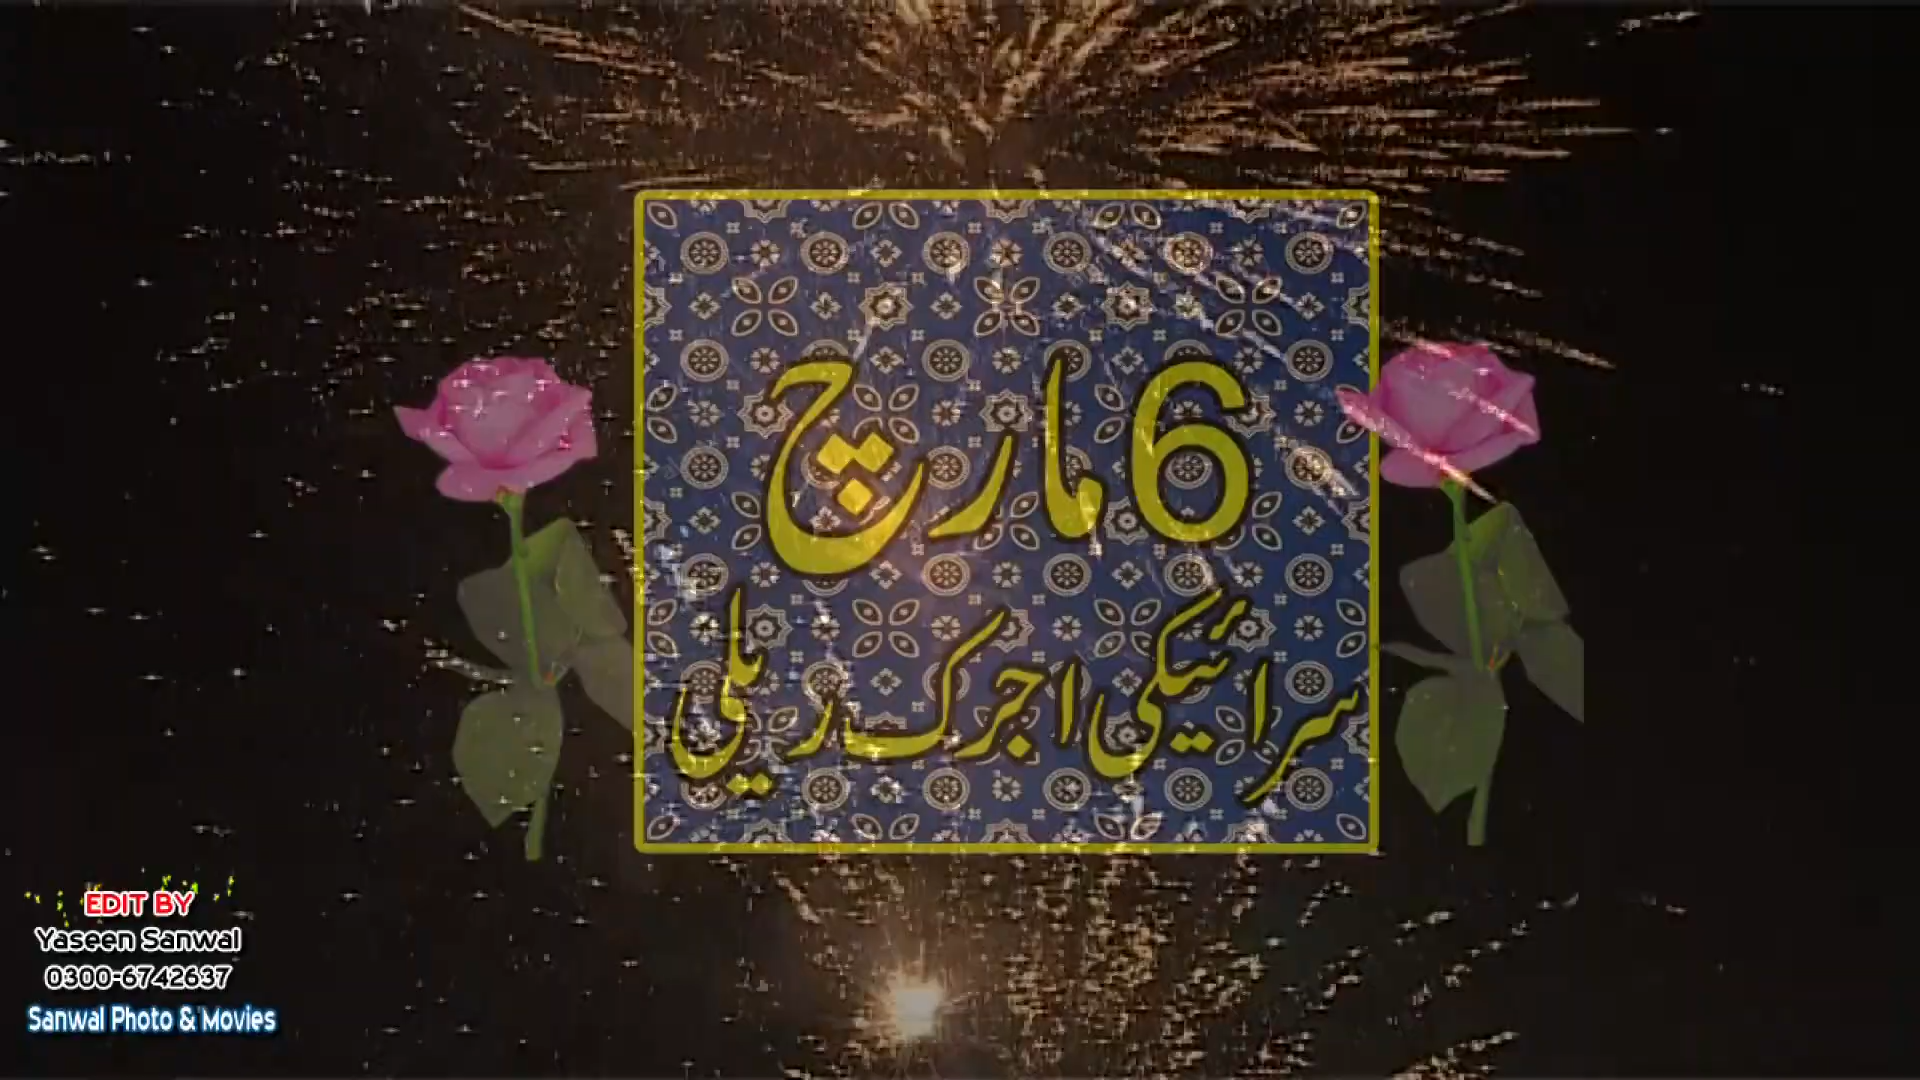 6 مارچ
سرائیکی اجرک ریلی
EDIT BY
Yaseen Sanwal
0300-6742637
Sanwal Photo & Movies